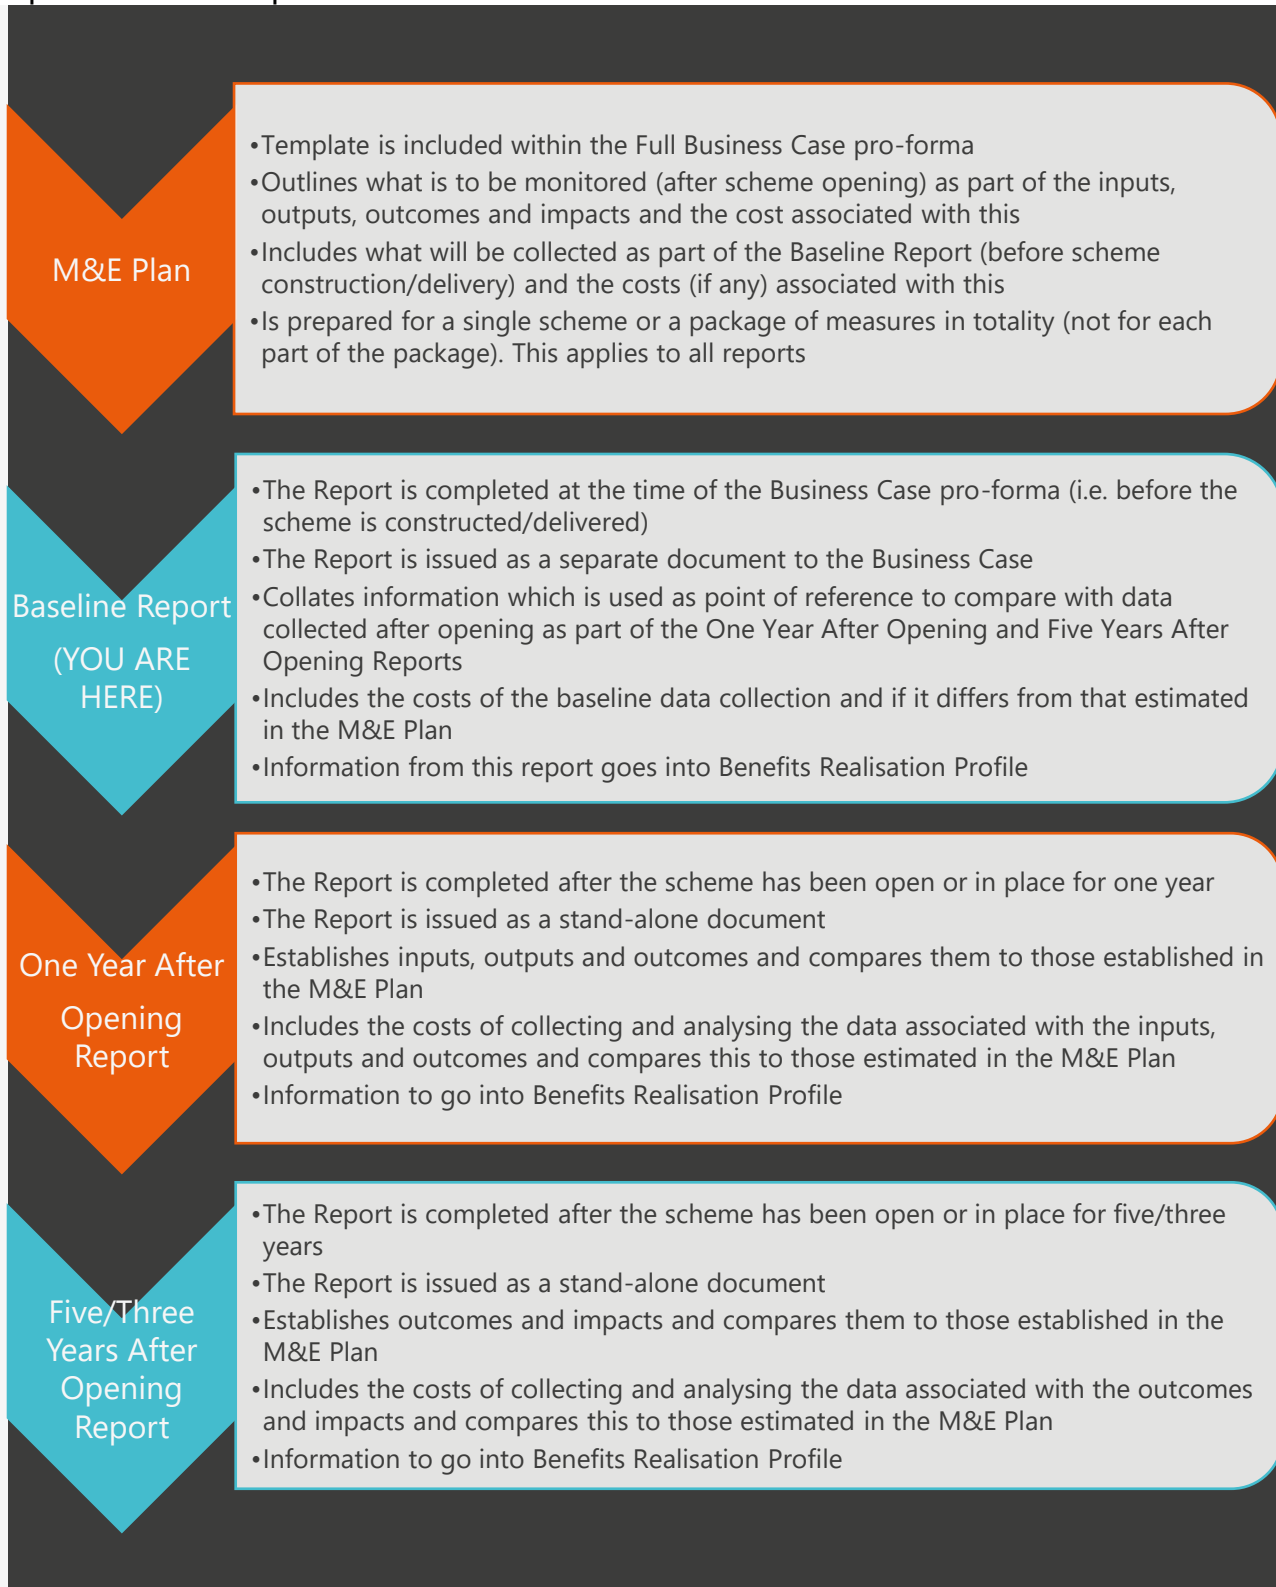 M&E Plan
•Template is included within the Full Business Case pro-forma
•Outlines what is to be monitored (after scheme opening) as part of the inputs,
outputs, outcomes and impacts and the cost associated with this
•Includes what will be collected as part of the Baseline Report (before scheme
construction/delivery) and the costs (if any) associated with this
•Is prepared for a single scheme or a package of measures in totality (not for each
part of the package). This applies to all reports
Baseline Report
(YOU ARE
HERE)
•The Report is completed at the time of the Business Case pro-forma (i.e. before the
scheme is constructed/delivered)
•The Report is issued as a separate document to the Business Case
•Collates information which is used as point of reference to compare with data
collected after opening as part of the One Year After Opening and Five Years After
Opening Reports
•Includes the costs of the baseline data collection and if it differs from that estimated
in the M&E Plan
•Information from this report goes into Benefits Realisation Profile
One Year After
Opening
Report
•The Report is completed after the scheme has been open or in place for one year
•The Report is issued as a stand-alone document
•Establishes inputs, outputs and outcomes and compares them to those established in
the M&E Plan
•Includes the costs of collecting and analysing the data associated with the inputs,
outputs and outcomes and compares this to those estimated in the M&E Plan
•Information to go into Benefits Realisation Profile
Five/Three
Years After
Opening
Report
•The Report is completed after the scheme has been open or in place for five/three
years
•The Report is issued as a stand-alone document
•Establishes outcomes and impacts and compares them to those established in the
M&E Plan
•Includes the costs of collecting and analysing the data associated with the outcomes
and impacts and compares this to those estimated in the M&E Plan
•Information to go into Benefits Realisation Profile